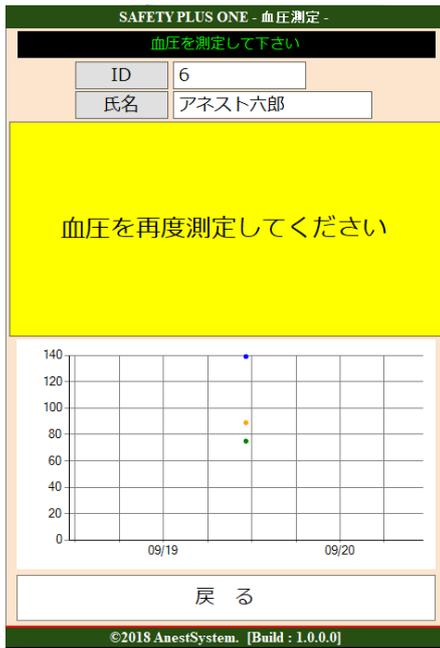 SAFETY PLUS ONE - 血圧測定 -
血圧を測定して下さい
ID 6
氏名 アネスト六郎
血圧を再度測定してください
140
120
100
80
60
40
20
0
09/19 09/20
戻 る
©2018 AnestSystem. [Build : 1.0.0.0]